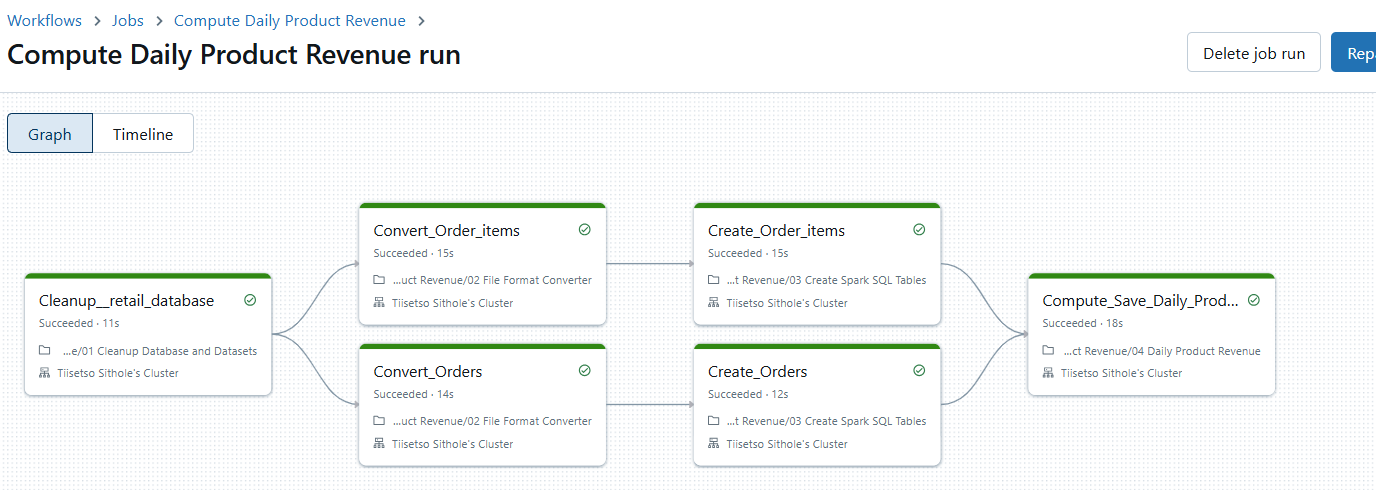 Workflows > Jobs > Compute Daily Product Revenue >
Compute Daily Product Revenue run
Delete job run
Graph
Timeline
Cleanup__retail_database
Succeeded · 11s
...e/01 Cleanup Database and Datasets
Tiisetso Sithole's Cluster
Convert_Order_items
Succeeded · 15s
...uct Revenue/02 File Format Converter
Tiisetso Sithole's Cluster
Convert_Orders
Succeeded · 14s
...uct Revenue/02 File Format Converter
Tiisetso Sithole's Cluster
Create_Order_items
Succeeded · 15s
...t Revenue/03 Create Spark SQL Tables
Tiisetso Sithole's Cluster
Create_Orders
Succeeded · 12s
...t Revenue/03 Create Spark SQL Tables
Tiisetso Sithole's Cluster
Compute_Save_Daily_Prod...
Succeeded · 18s
...ct Revenue/04 Daily Product Revenue
Tiisetso Sithole's Cluster